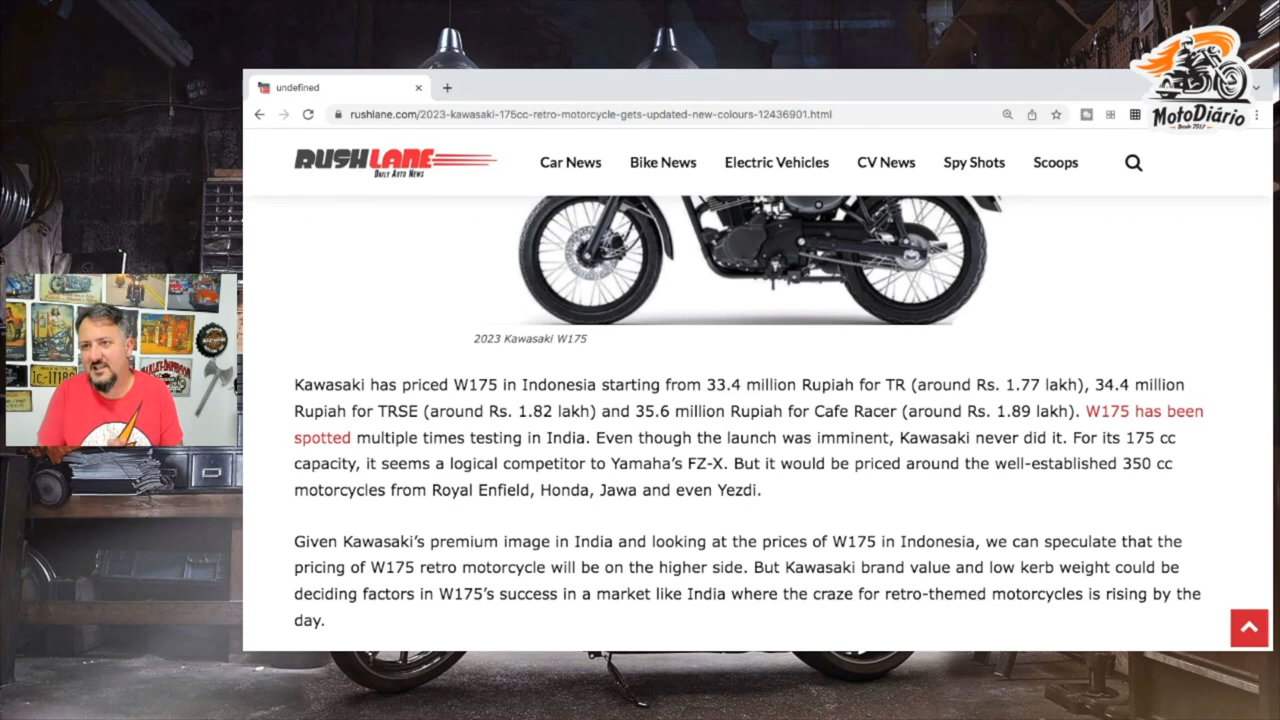 undefined
rushlane.com/2023-kawasaki-175cc-retro-motorcycle-gets-updated-new-colours-12436901.html
MotoDiário
Desde 2017
RUSHLANE
DAILY AUTO NEWS
Car News
Bike News
Electric Vehicles
CV News
Spy Shots
Scoops
2023 Kawasaki W175
Kawasaki has priced W175 in Indonesia starting from 33.4 million Rupiah for TR (around Rs. 1.77 lakh), 34.4 million
Rupiah for TRSE (around Rs. 1.82 lakh) and 35.6 million Rupiah for Cafe Racer (around Rs. 1.89 lakh). W175 has been
spotted multiple times testing in India. Even though the launch was imminent, Kawasaki never did it. For its 175 cc
capacity, it seems a logical competitor to Yamaha’s FZ-X. But it would be priced around the well-established 350 cc
motorcycles from Royal Enfield, Honda, Jawa and even Yezdi.
Given Kawasaki’s premium image in India and looking at the prices of W175 in Indonesia, we can speculate that the
pricing of W175 retro motorcycle will be on the higher side. But Kawasaki brand value and low kerb weight could be
deciding factors in W175’s success in a market like India where the craze for retro-themed motorcycles is rising by the
day.